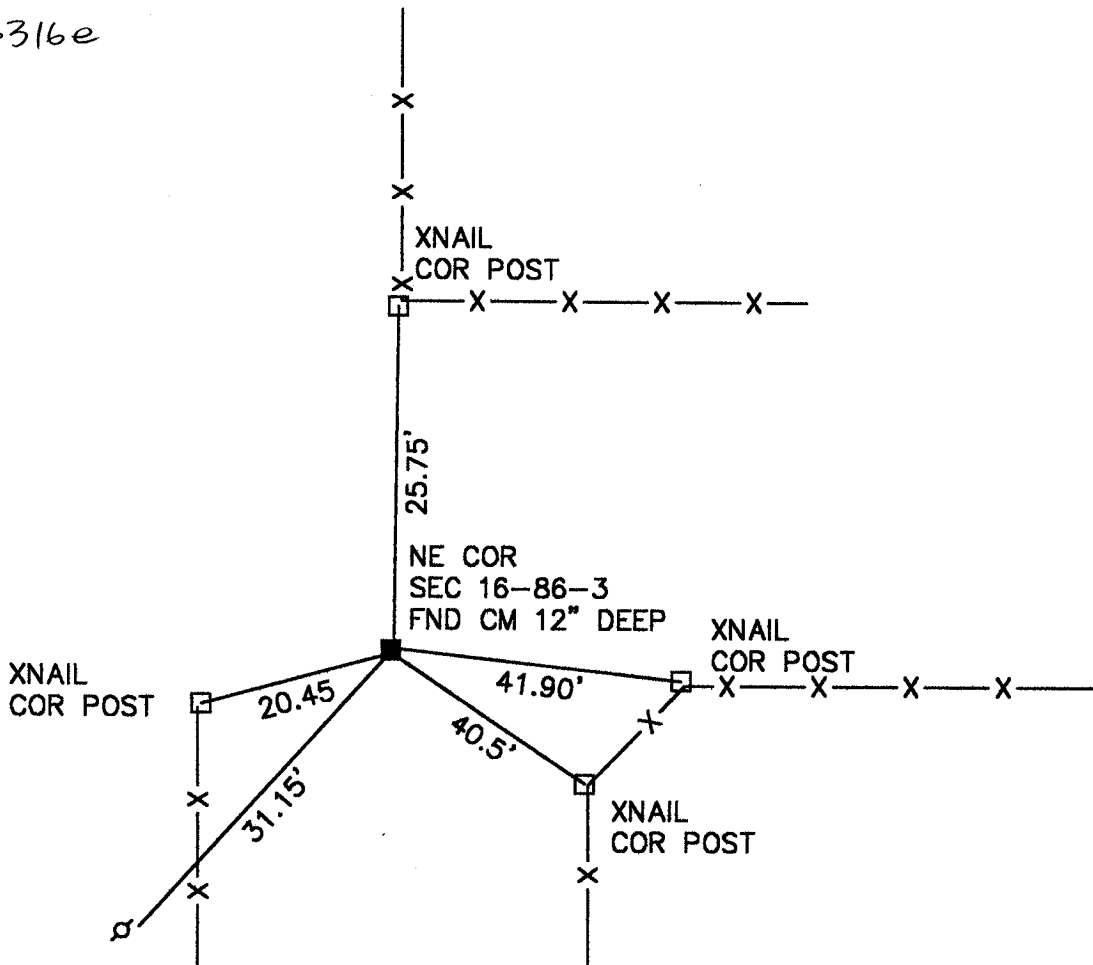 316e
XNAIL
COR POST
25.75'
NE COR
SEC 16-86-3
FND CM 12" DEEP
XNAIL
COR POST
XNAIL
COR POST
20.45
41.90'
40.5'
31.15'
XNAIL
COR POST